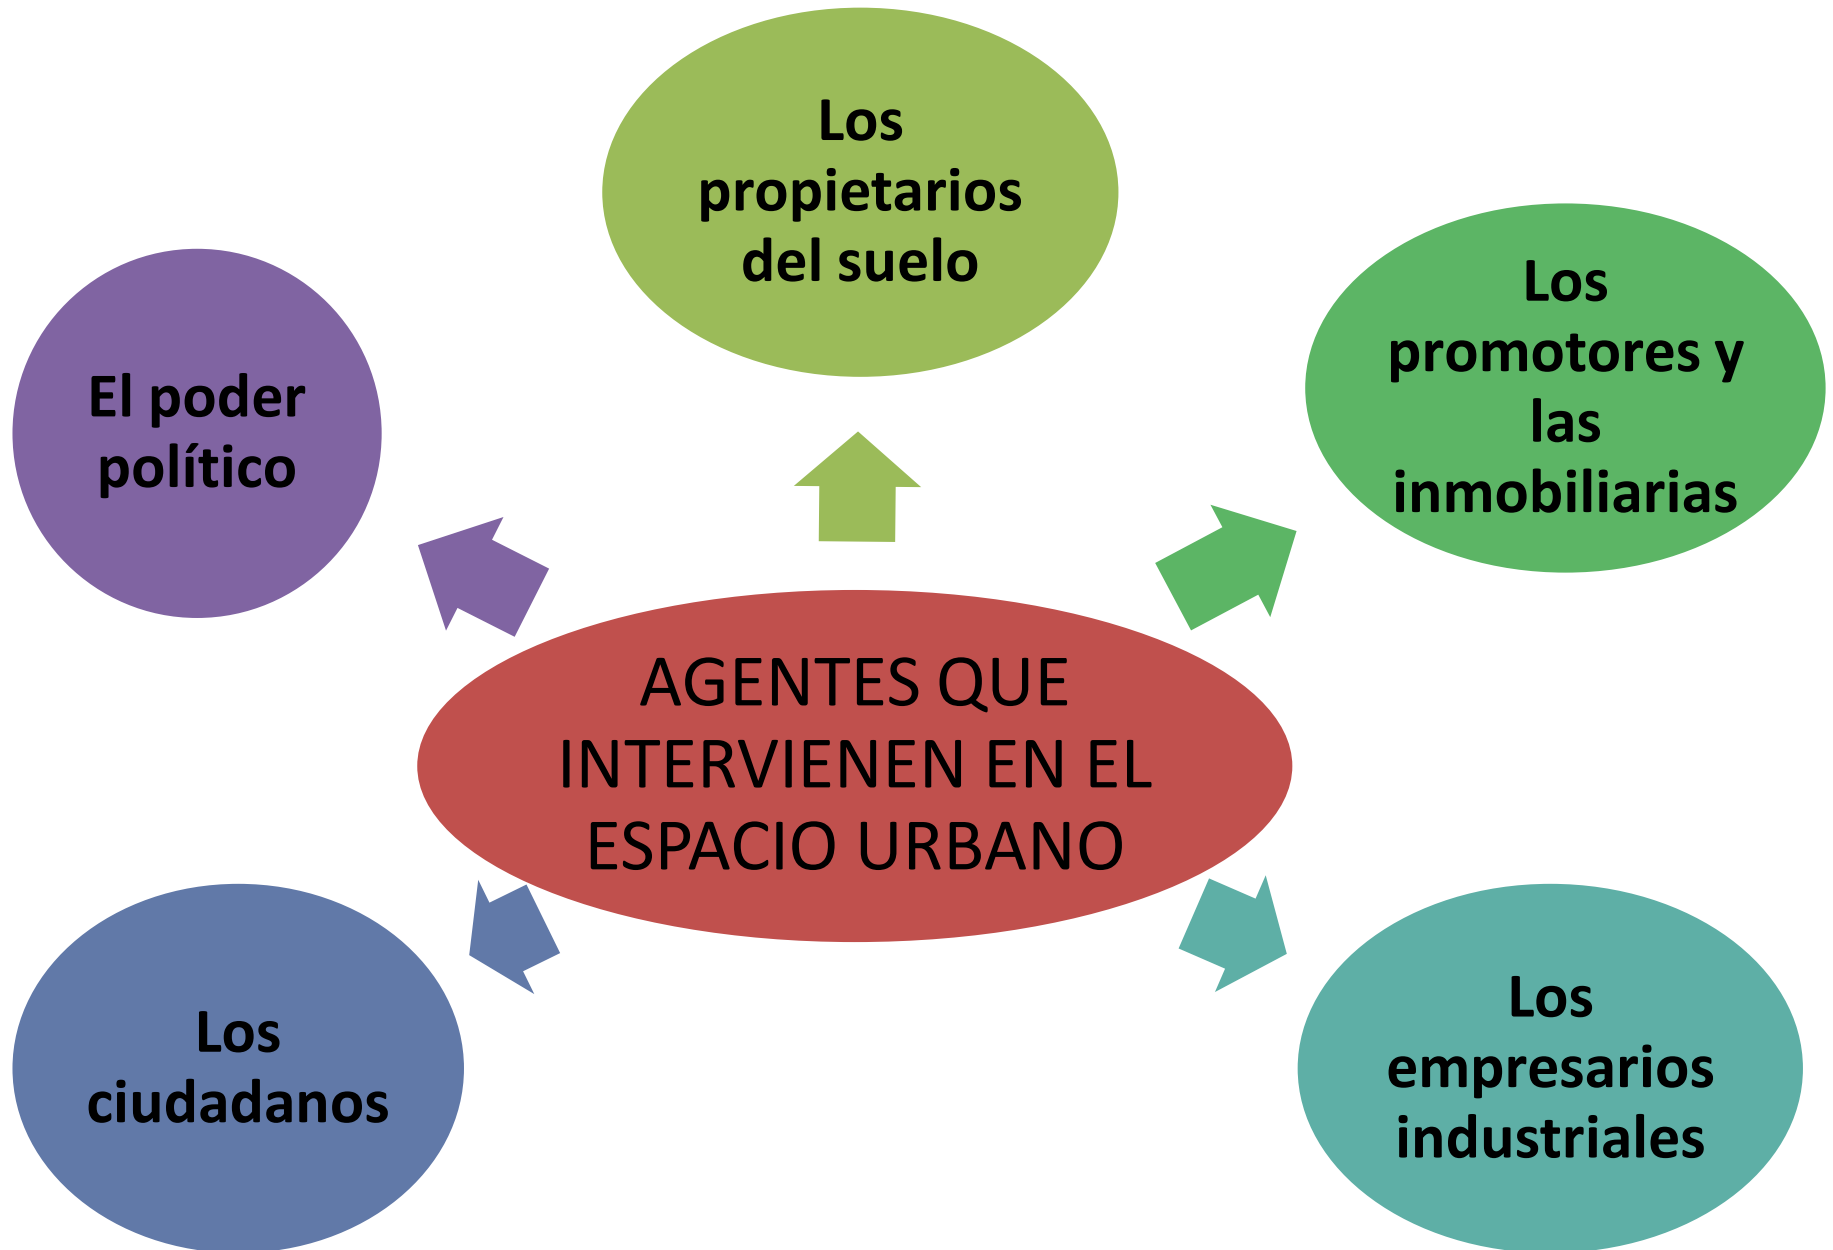 Los
propietarios
del suelo
Los
promotores y
las
inmobiliarias
El poder
político
AGENTES QUE
INTERVIENEN EN EL
ESPACIO URBANO
Los
ciudadanos
Los
empresarios
industriales